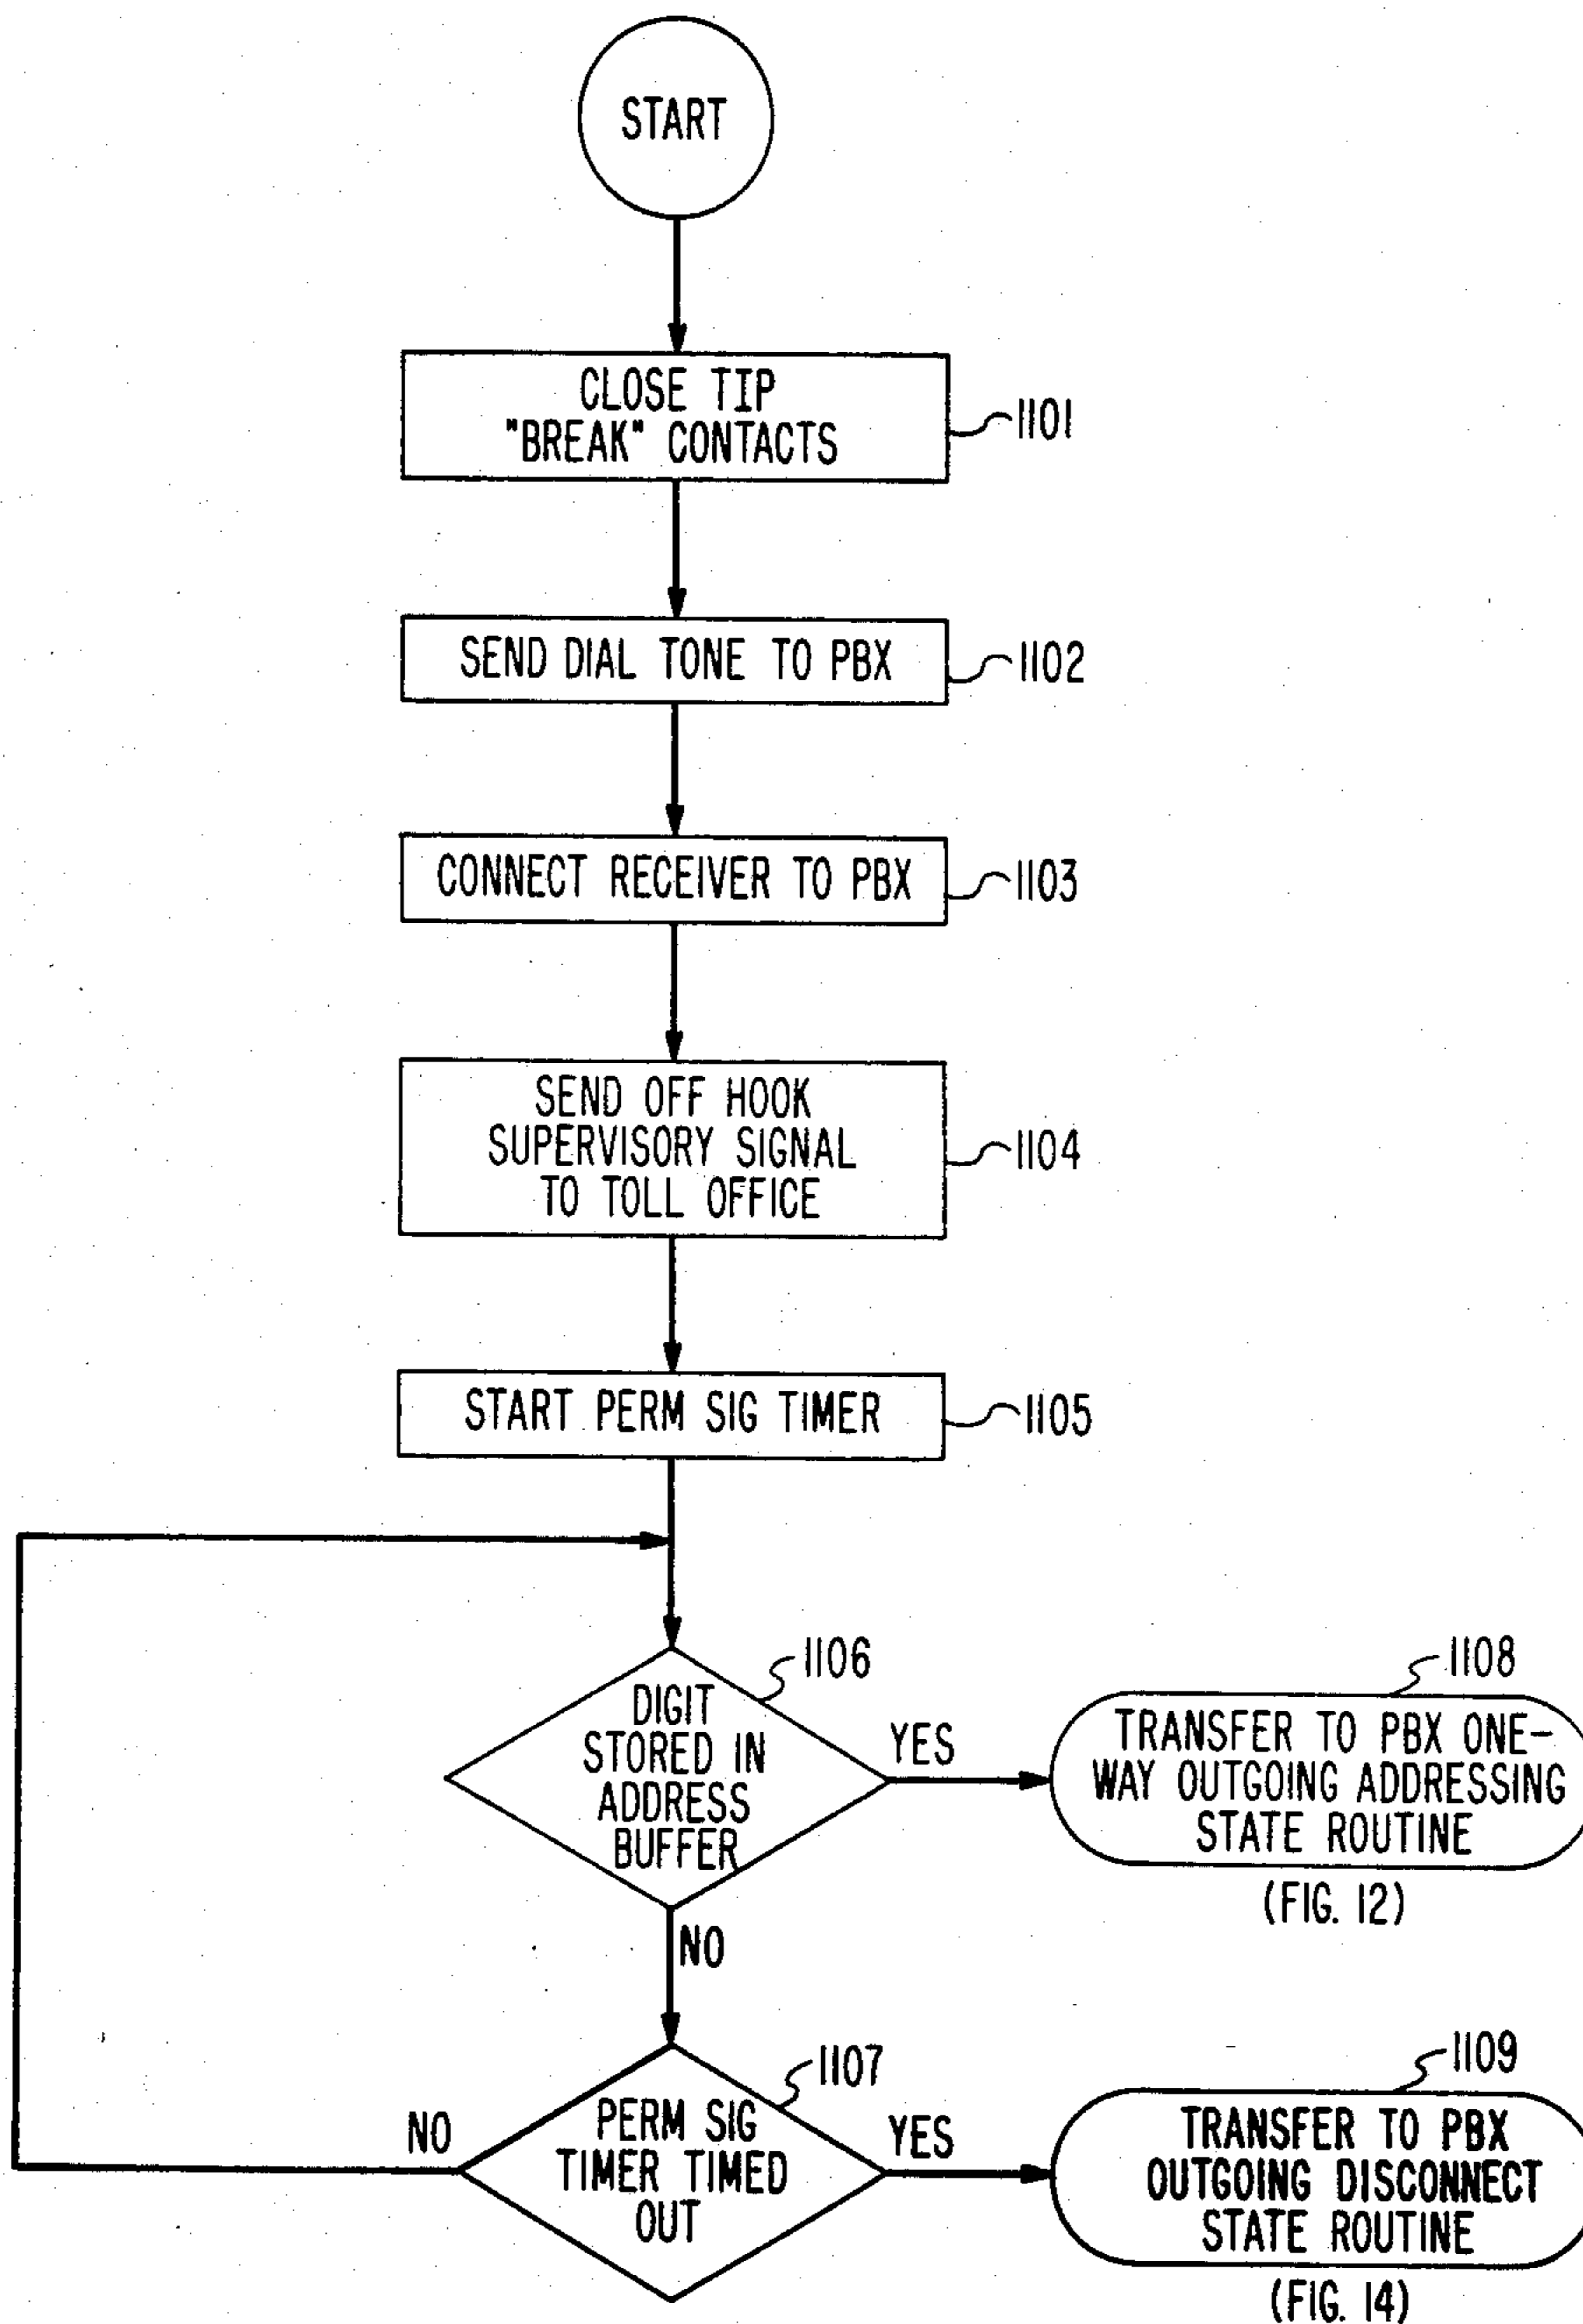 START
CLOSE TIP
"BREAK" CONTACTS
1101
SEND DIAL TONE TO PBX
1102
CONNECT RECEIVER TO PBX
1103
SEND OFF HOOK
SUPERVISORY SIGNAL
TO TOLL OFFICE
1104
START PERM SIG TIMER
1105
1106
DIGIT
STORED IN
ADDRESS
BUFFER
YES
1108
TRANSFER TO PBX ONE-
WAY OUTGOING ADDRESSING
STATE ROUTINE
(FIG. 12)
NO
1107
PERM SIG
TIMER TIMED
OUT
NO
YES
1109
TRANSFER TO PBX
OUTGOING DISCONNECT
STATE ROUTINE
(FIG. 14)